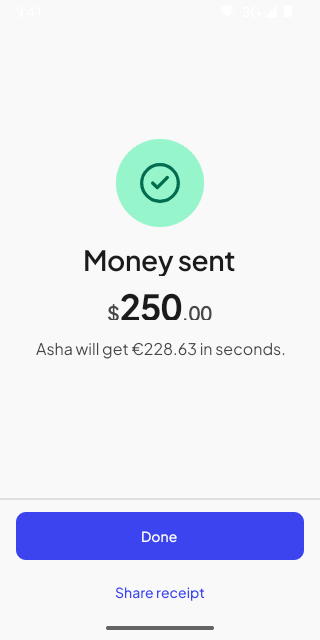 Money sent
$250.00
Asha will get €228.63 in seconds.
Done
Share receipt